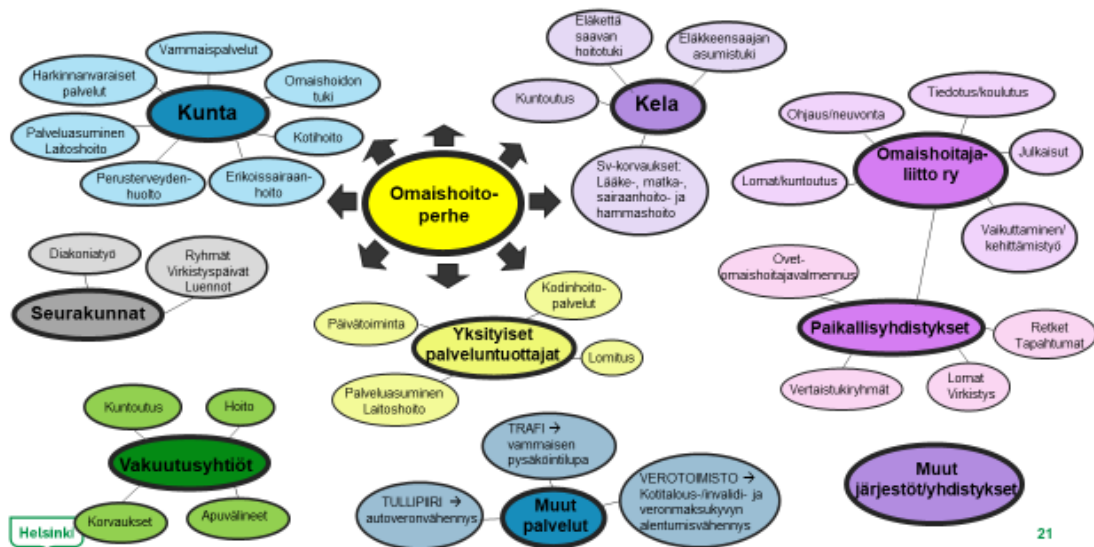 Vammaispalvelut
Harkinnanvaraiset
palvelut
Omaishoidon
tuki
Kunta
Palveluasuminen
Laitoshoito
Kotihoito
Perusterveyden-
huolto
Erikoissairaan-
hoito
Eläkettä
saavan
hoitotuki
Eläkkeensaajan
asumistuki
Kuntoutus
Kela
Sv-korvaukset:
Lääke-, matka-,
sairaanhoito- ja
hammashoito
Omaishoito-
perhe
Tiedotus/koulutus
Ohjaus/neuvonta
Omaishoitaja-
liitto ry
Julkaisut
Lomat/kuntoutus
Vaikuttaminen/
kehittämistyö
Ovet-
omaishoitajavalmennus
Paikallisyhdistykset
Retket
Tapahtumat
Vertaistukiryhmät
Lomat
Virkistys
Diakoniatyö
Ryhmät
Virkistyspäivät
Luennot
Seurakunnat
Kodinhoito-
palvelut
Päivätoiminta
Yksityiset
palveluntuottajat
Lomitus
Palveluasuminen
Laitoshoito
Kuntoutus
Hoito
Vakuutusyhtiöt
Korvaukset
Apuvälineet
TRAFI →
vammaisen
pysäköintilupa
TULLIPIIRI →
autoveronvähennys
Muut
palvelut
VEROTOIMISTO →
Kotitalous-/invalidi- ja
veronmaksukyvyn
alentumisvähennys
Muut
järjestöt/yhdistykset
Helsinki
21